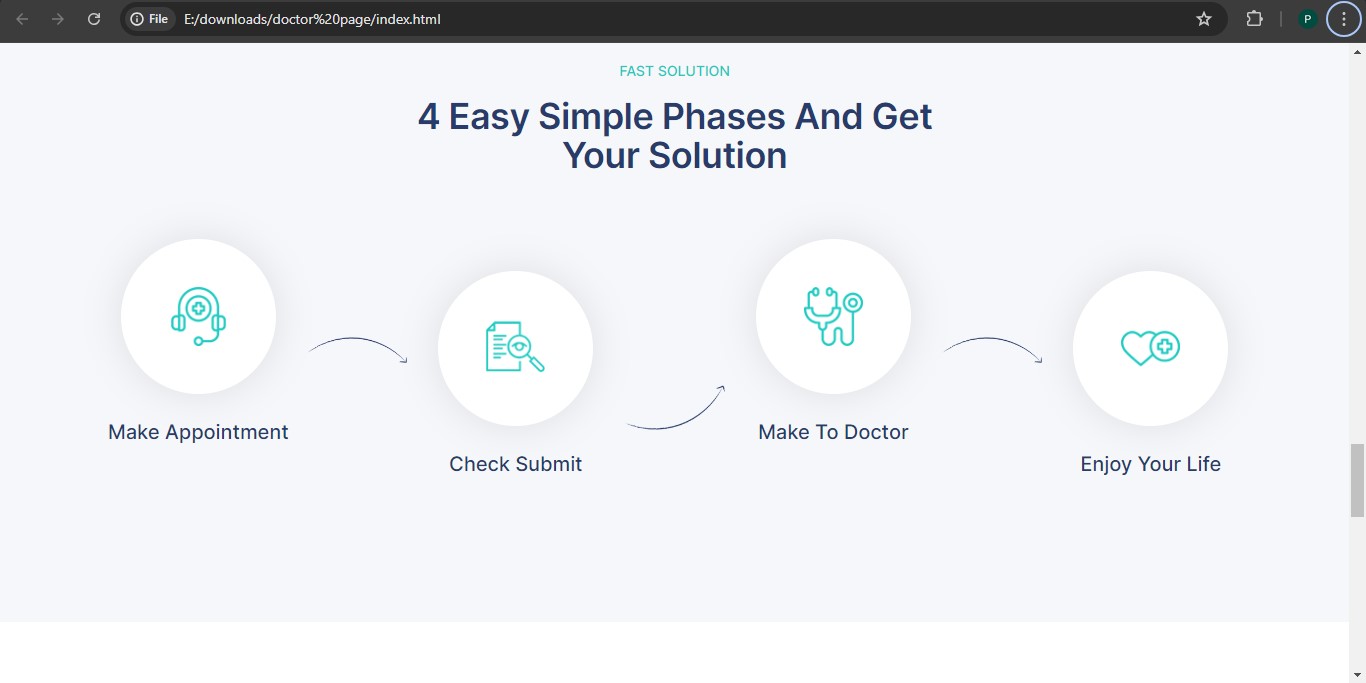 File
E:/downloads/doctor%20page/index.html
P
FAST SOLUTION
4 Easy Simple Phases And Get
Your Solution
Make Appointment
Check Submit
Make To Doctor
Enjoy Your Life